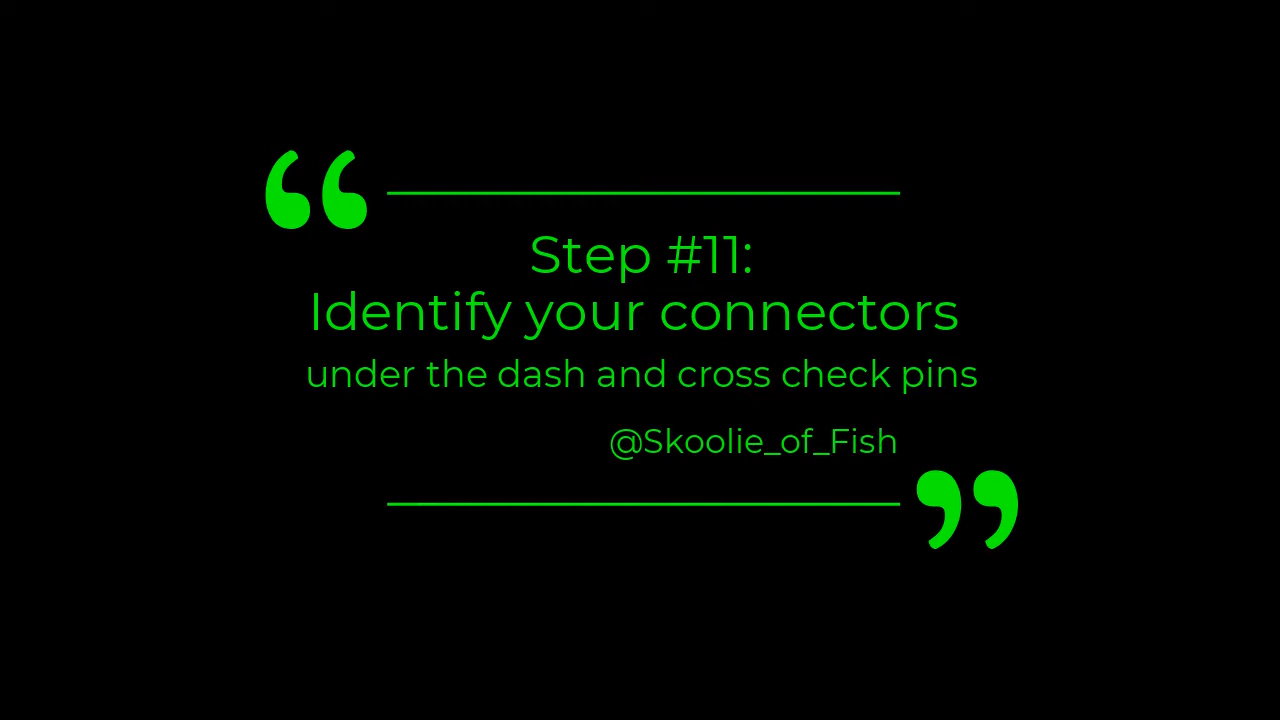 Step #11:
Identify your connectors
under the dash and cross check pins
@Skoolie_of_Fish